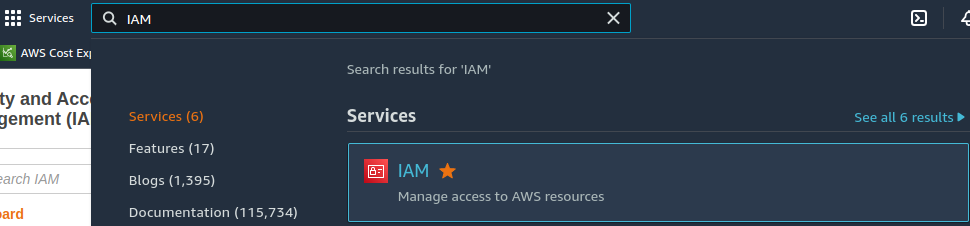 Services
IAM
AWS Cost Exp
Search results for 'IAM'
ty and Acc
gement (IA
Services (6)
Services
See all 6 results
Features (17)
IAM
earch IAM
Blogs (1,395)
Manage access to AWS resources
oard
Documentation (115,734)